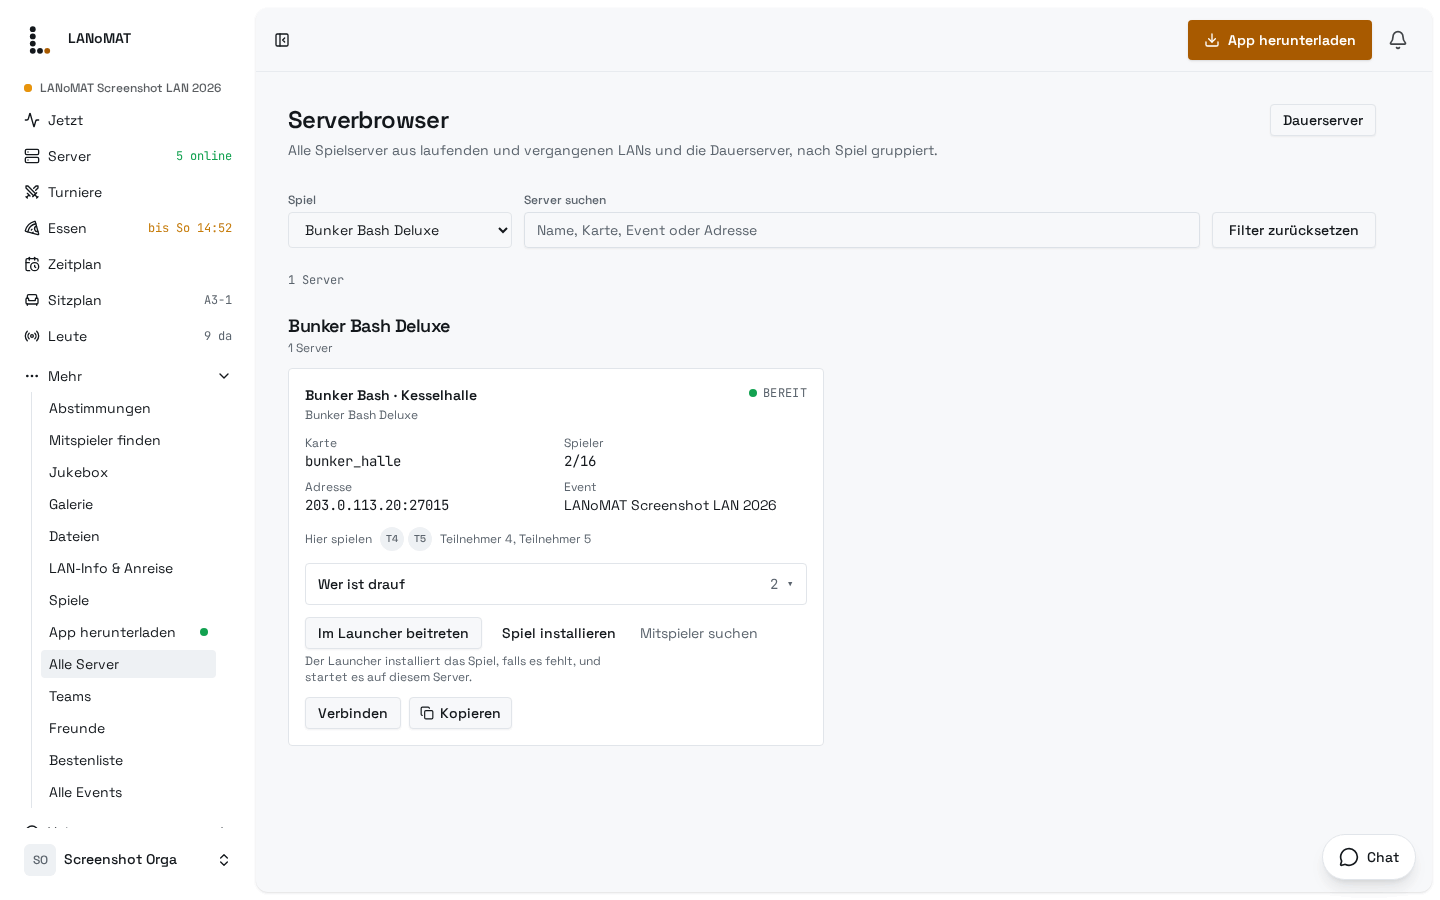 LANoMAT
LANoMAT Screenshot LAN 2026
Jetzt
Server 5 online
Turniere
Essen bis So 14:52
Zeitplan
Sitzplan A3-1
Leute 9 da
Mehr
Abstimmungen
Mitspieler finden
Jukebox
Galerie
Dateien
LAN-Info & Anreise
Spiele
App herunterladen
Alle Server
Teams
Freunde
Bestenliste
Alle Events
SO Screenshot Orga
App herunterladen
Serverbrowser
Dauerserver
Alle Spielserver aus laufenden und vergangenen LANs und die Dauerserver, nach Spiel gruppiert.
Spiel Server suchen
Bunker Bash Deluxe Name, Karte, Event oder Adresse Filter zurücksetzen
1 Server
Bunker Bash Deluxe
1 Server
Bunker Bash · Kesselhalle BEREIT
Bunker Bash Deluxe
Karte Spieler
bunker_halle 2/16
Adresse Event
203.0.113.20:27015 LANoMAT Screenshot LAN 2026
Hier spielen T4 T5 Teilnehmer 4, Teilnehmer 5
Wer ist drauf 2
Im Launcher beitreten Spiel installieren Mitspieler suchen
Der Launcher installiert das Spiel, falls es fehlt, und
startet es auf diesem Server.
Verbinden Kopieren
Chat